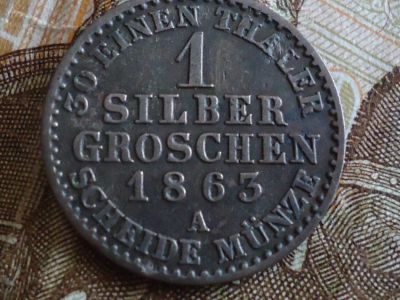 30 EINEN THALER
1
SILBER
GROSCHEN
1863
A
SCHEIDE MÜNZE